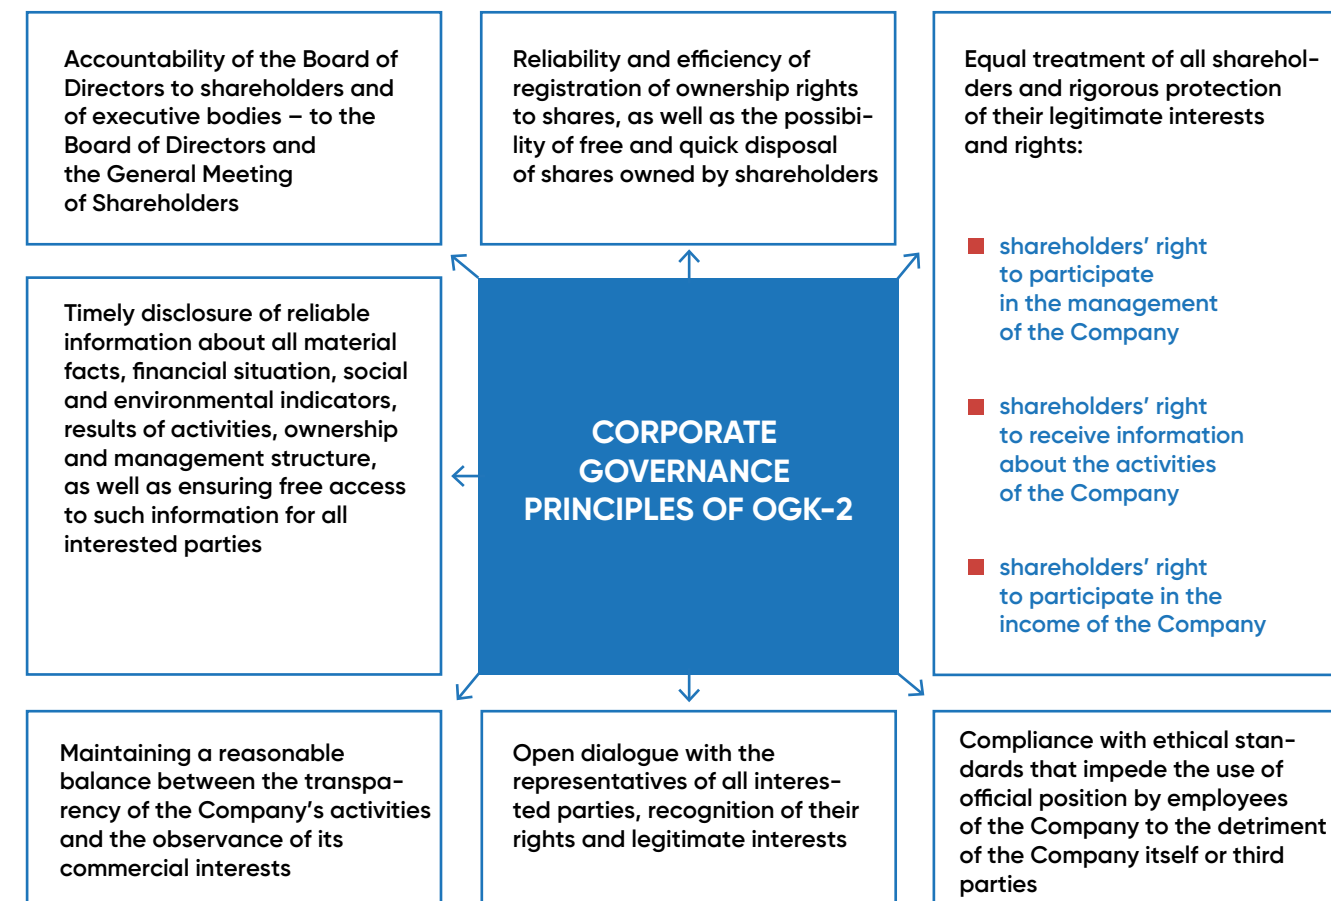 Accountability of the Board of
Directors to shareholders and
of executive bodies – to the
Board of Directors and
the General Meeting
of Shareholders
Reliability and efficiency of
registration of ownership rights
to shares, as well as the possibi-
lity of free and quick disposal
of shares owned by shareholders
Equal treatment of all sharehol-
ders and rigorous protection
of their legitimate interests
and rights:
shareholders’ right
to participate
in the management
of the Company
shareholders’ right
to receive information
about the activities
of the Company
shareholders’ right
to participate in the
income of the Company
Timely disclosure of reliable
information about all material
facts, financial situation, social
and environmental indicators,
results of activities, ownership
and management structure,
as well as ensuring free access
to such information for all
interested parties
CORPORATE
GOVERNANCE
PRINCIPLES OF OGK-2
Maintaining a reasonable
balance between the transpa-
rency of the Company’s activities
and the observance of its
commercial interests
Open dialogue with the
representatives of all interes-
ted parties, recognition of their
rights and legitimate interests
Compliance with ethical stan-
dards that impede the use of
official position by employees
of the Company to the detriment
of the Company itself or third
parties